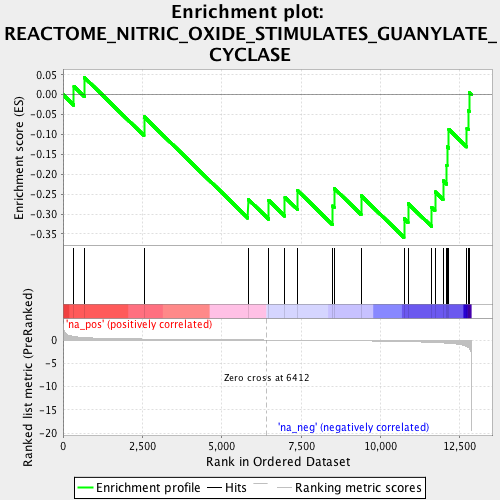 Enrichment plot:
REACTOME_NITRIC_OXIDE_STIMULATES_GUANYLATE_
CYCLASE
Enrichment score (ES)
0.05
0.00
-0.05
-0.10
-0.15
-0.20
-0.25
-0.30
-0.35
'na_pos' (positively correlated)
Ranked list metric (PreRanked)
0
-5
-10
-15
-20
Zero cross at 6412
'na_neg' (negatively correlated)
0
2,500
5,000
7,500
10,000
12,500
Rank in Ordered Dataset
Enrichment profile
Hits
Ranking metric scores